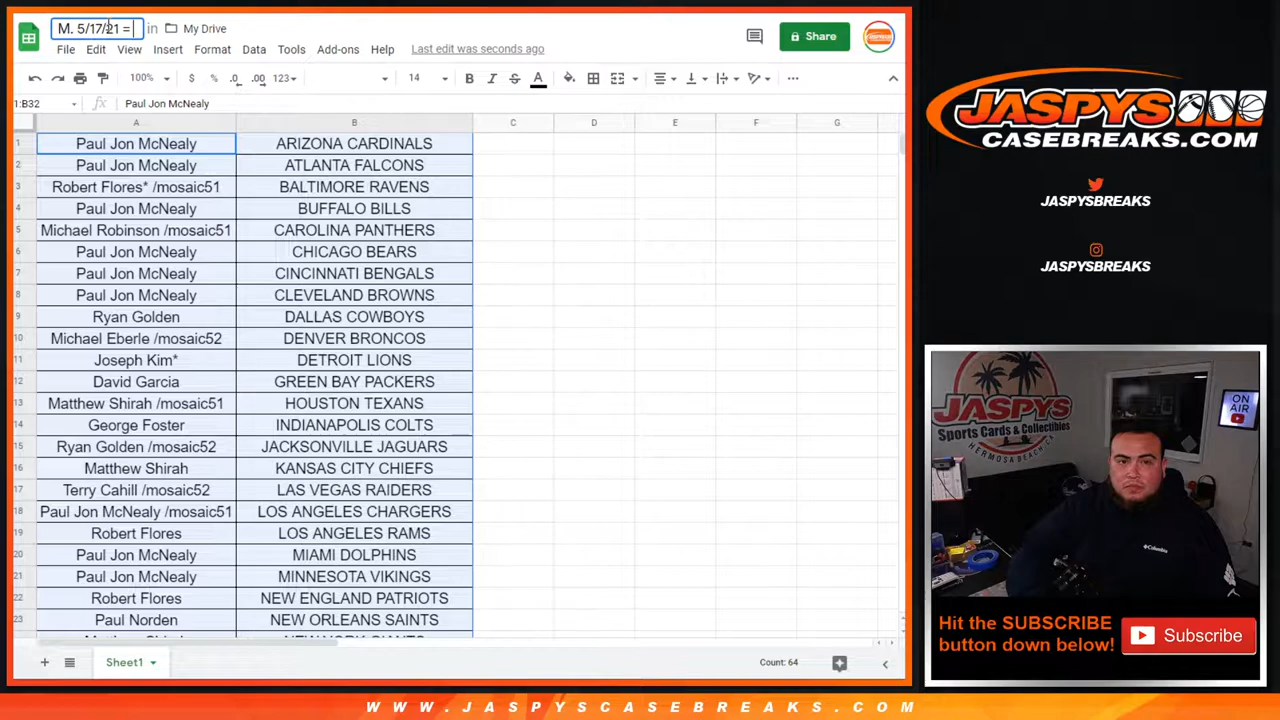 M. 5/17/21 = in My Drive
File Edit View Insert Format Data Tools Add-ons Help Last edit was seconds ago
Share
100% $ % .0 .00 123 14 B I S A
1:B32 fx Paul Jon McNealy
A B C D E F G
1 Paul Jon McNealy ARIZONA CARDINALS
2 Paul Jon McNealy ATLANTA FALCONS
3 Robert Flores* /mosaic51 BALTIMORE RAVENS
4 Paul Jon McNealy BUFFALO BILLS
5 Michael Robinson /mosaic51 CAROLINA PANTHERS
6 Paul Jon McNealy CHICAGO BEARS
7 Paul Jon McNealy CINCINNATI BENGALS
8 Paul Jon McNealy CLEVELAND BROWNS
9 Ryan Golden DALLAS COWBOYS
10 Michael Eberle /mosaic52 DENVER BRONCOS
11 Joseph Kim* DETROIT LIONS
12 David Garcia GREEN BAY PACKERS
13 Matthew Shirah /mosaic51 HOUSTON TEXANS
14 George Foster INDIANAPOLIS COLTS
15 Ryan Golden /mosaic52 JACKSONVILLE JAGUARS
16 Matthew Shirah KANSAS CITY CHIEFS
17 Terry Cahill /mosaic52 LAS VEGAS RAIDERS
18 Paul Jon McNealy /mosaic51 LOS ANGELES CHARGERS
19 Robert Flores LOS ANGELES RAMS
20 Paul Jon McNealy MIAMI DOLPHINS
21 Paul Jon McNealy MINNESOTA VIKINGS
22 Robert Flores NEW ENGLAND PATRIOTS
23 Paul Norden NEW ORLEANS SAINTS
Sheet1
Count: 64
JASPYS
CASEBREAKS.COM
JASPYSBREAKS
JASPYSBREAKS
JASPYS
Sports Cards & Collectibles
HERMOSA BEACH
ON
AIR
Columbia
Hit the SUBSCRIBE
button down below!
Subscribe
WWW.JASPYSCASEBREAKS.COM